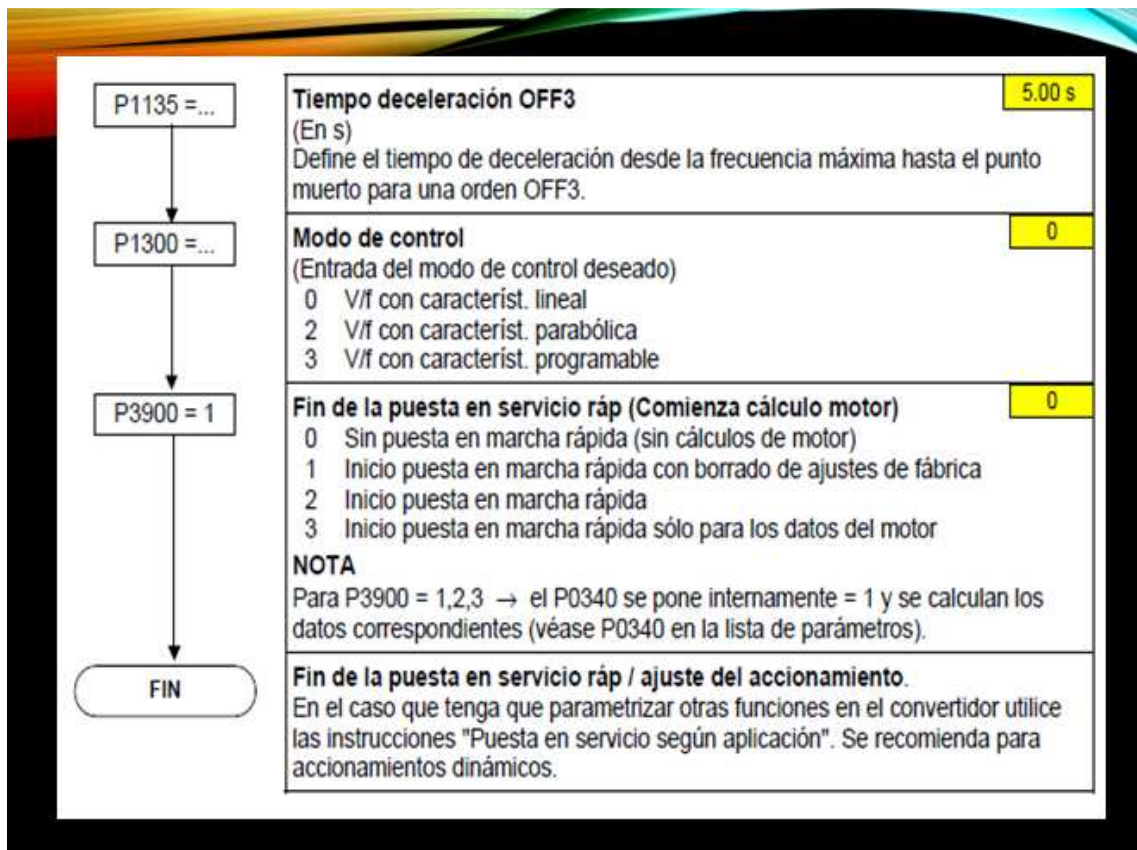 P1135 =...
Tiempo deceleración OFF3
5.00 s
(En s)
Define el tiempo de deceleración desde la frecuencia máxima hasta el punto
muerto para una orden OFF3.
P1300 =...
Modo de control
0
(Entrada del modo de control deseado)
0 V/f con característ. lineal
2 V/f con característ. parabólica
3 V/f con característ. programable
P3900 = 1
Fin de la puesta en servicio ráp (Comienza cálculo motor)
0
0 Sin puesta en marcha rápida (sin cálculos de motor)
1 Inicio puesta en marcha rápida con borrado de ajustes de fábrica
2 Inicio puesta en marcha rápida
3 Inicio puesta en marcha rápida sólo para los datos del motor
NOTA
Para P3900 = 1,2,3 → el P0340 se pone internamente = 1 y se calculan los
datos correspondientes (véase P0340 en la lista de parámetros).
FIN
Fin de la puesta en servicio ráp / ajuste del accionamiento.
En el caso que tenga que parametrizar otras funciones en el convertidor utilice
las instrucciones "Puesta en servicio según aplicación". Se recomienda para
accionamientos dinámicos.